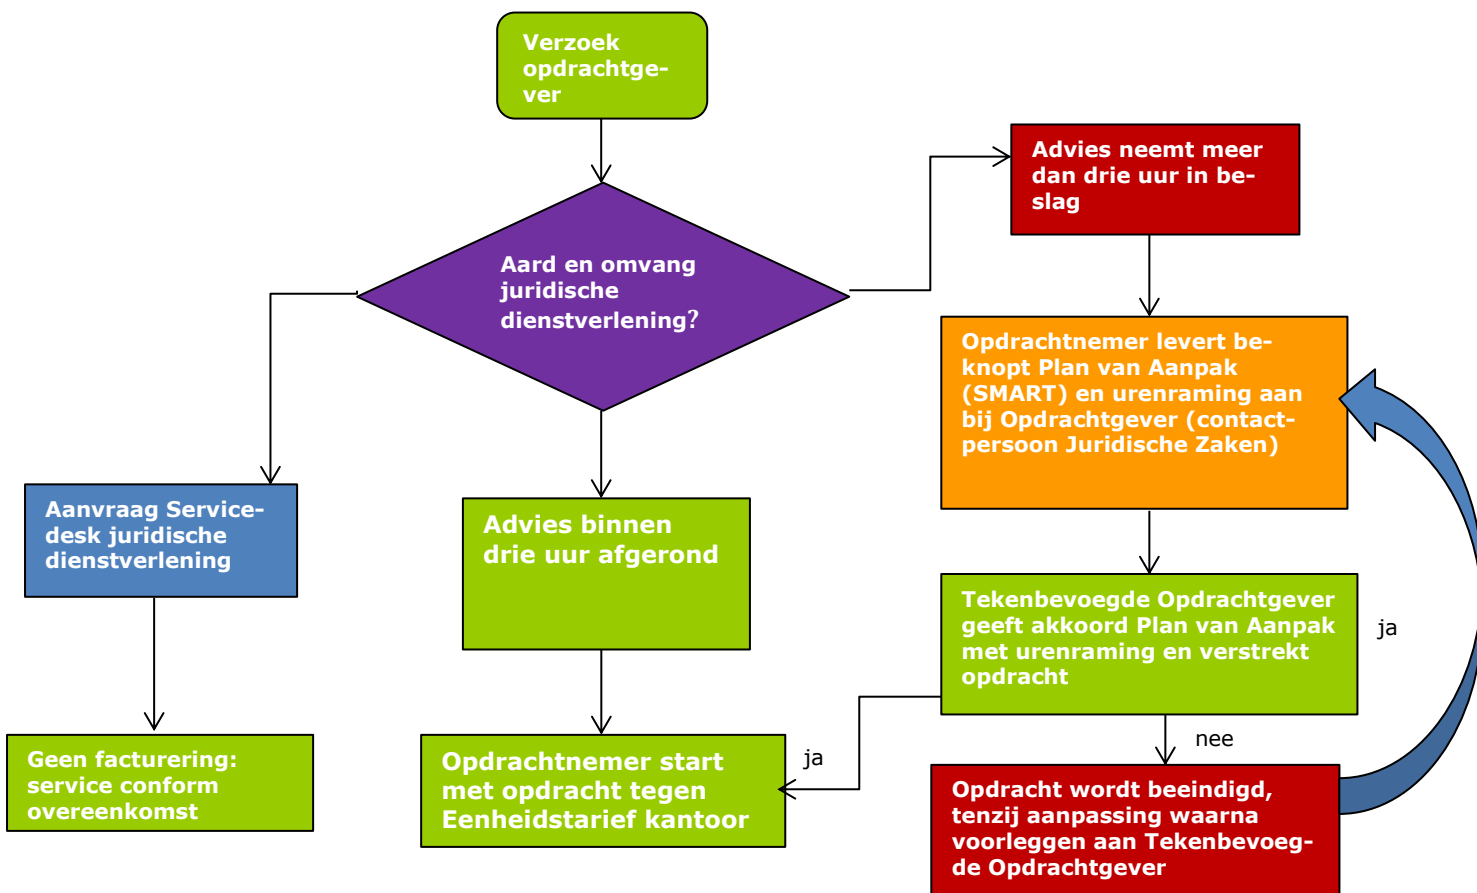 Verzoek
opdrachtge-
ver
Advies neemt meer
dan drie uur in be-
slag
Aard en omvang
juridische
dienstverlening?
Opdrachtnemer levert be-
knopt Plan van Aanpak
(SMART) en urenraming aan
bij Opdrachtgever (contact-
persoon Juridische Zaken)
Aanvraag Service-
desk juridische
dienstverlening
Advies binnen
drie uur afgerond
Tekenbevoegde Opdrachtgever
geeft akkoord Plan van Aanpak
met urenraming en verstrekt
opdracht
ja
nee
Geen facturering:
service conform
overeenkomst
Opdrachtnemer start
met opdracht tegen
Eenheidstarief kantoor
ja
Opdracht wordt beeindigd,
tenzij aanpassing waarna
voorleggen aan Tekenbevoeg-
de Opdrachtgever